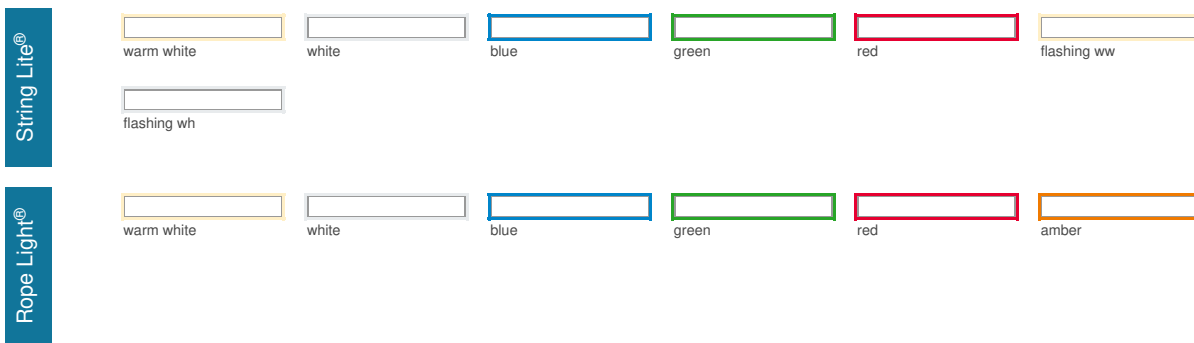 String Lite®
warm white
white
blue
green
red
flashing ww
flashing wh
Rope Light®
warm white
white
blue
green
red
amber